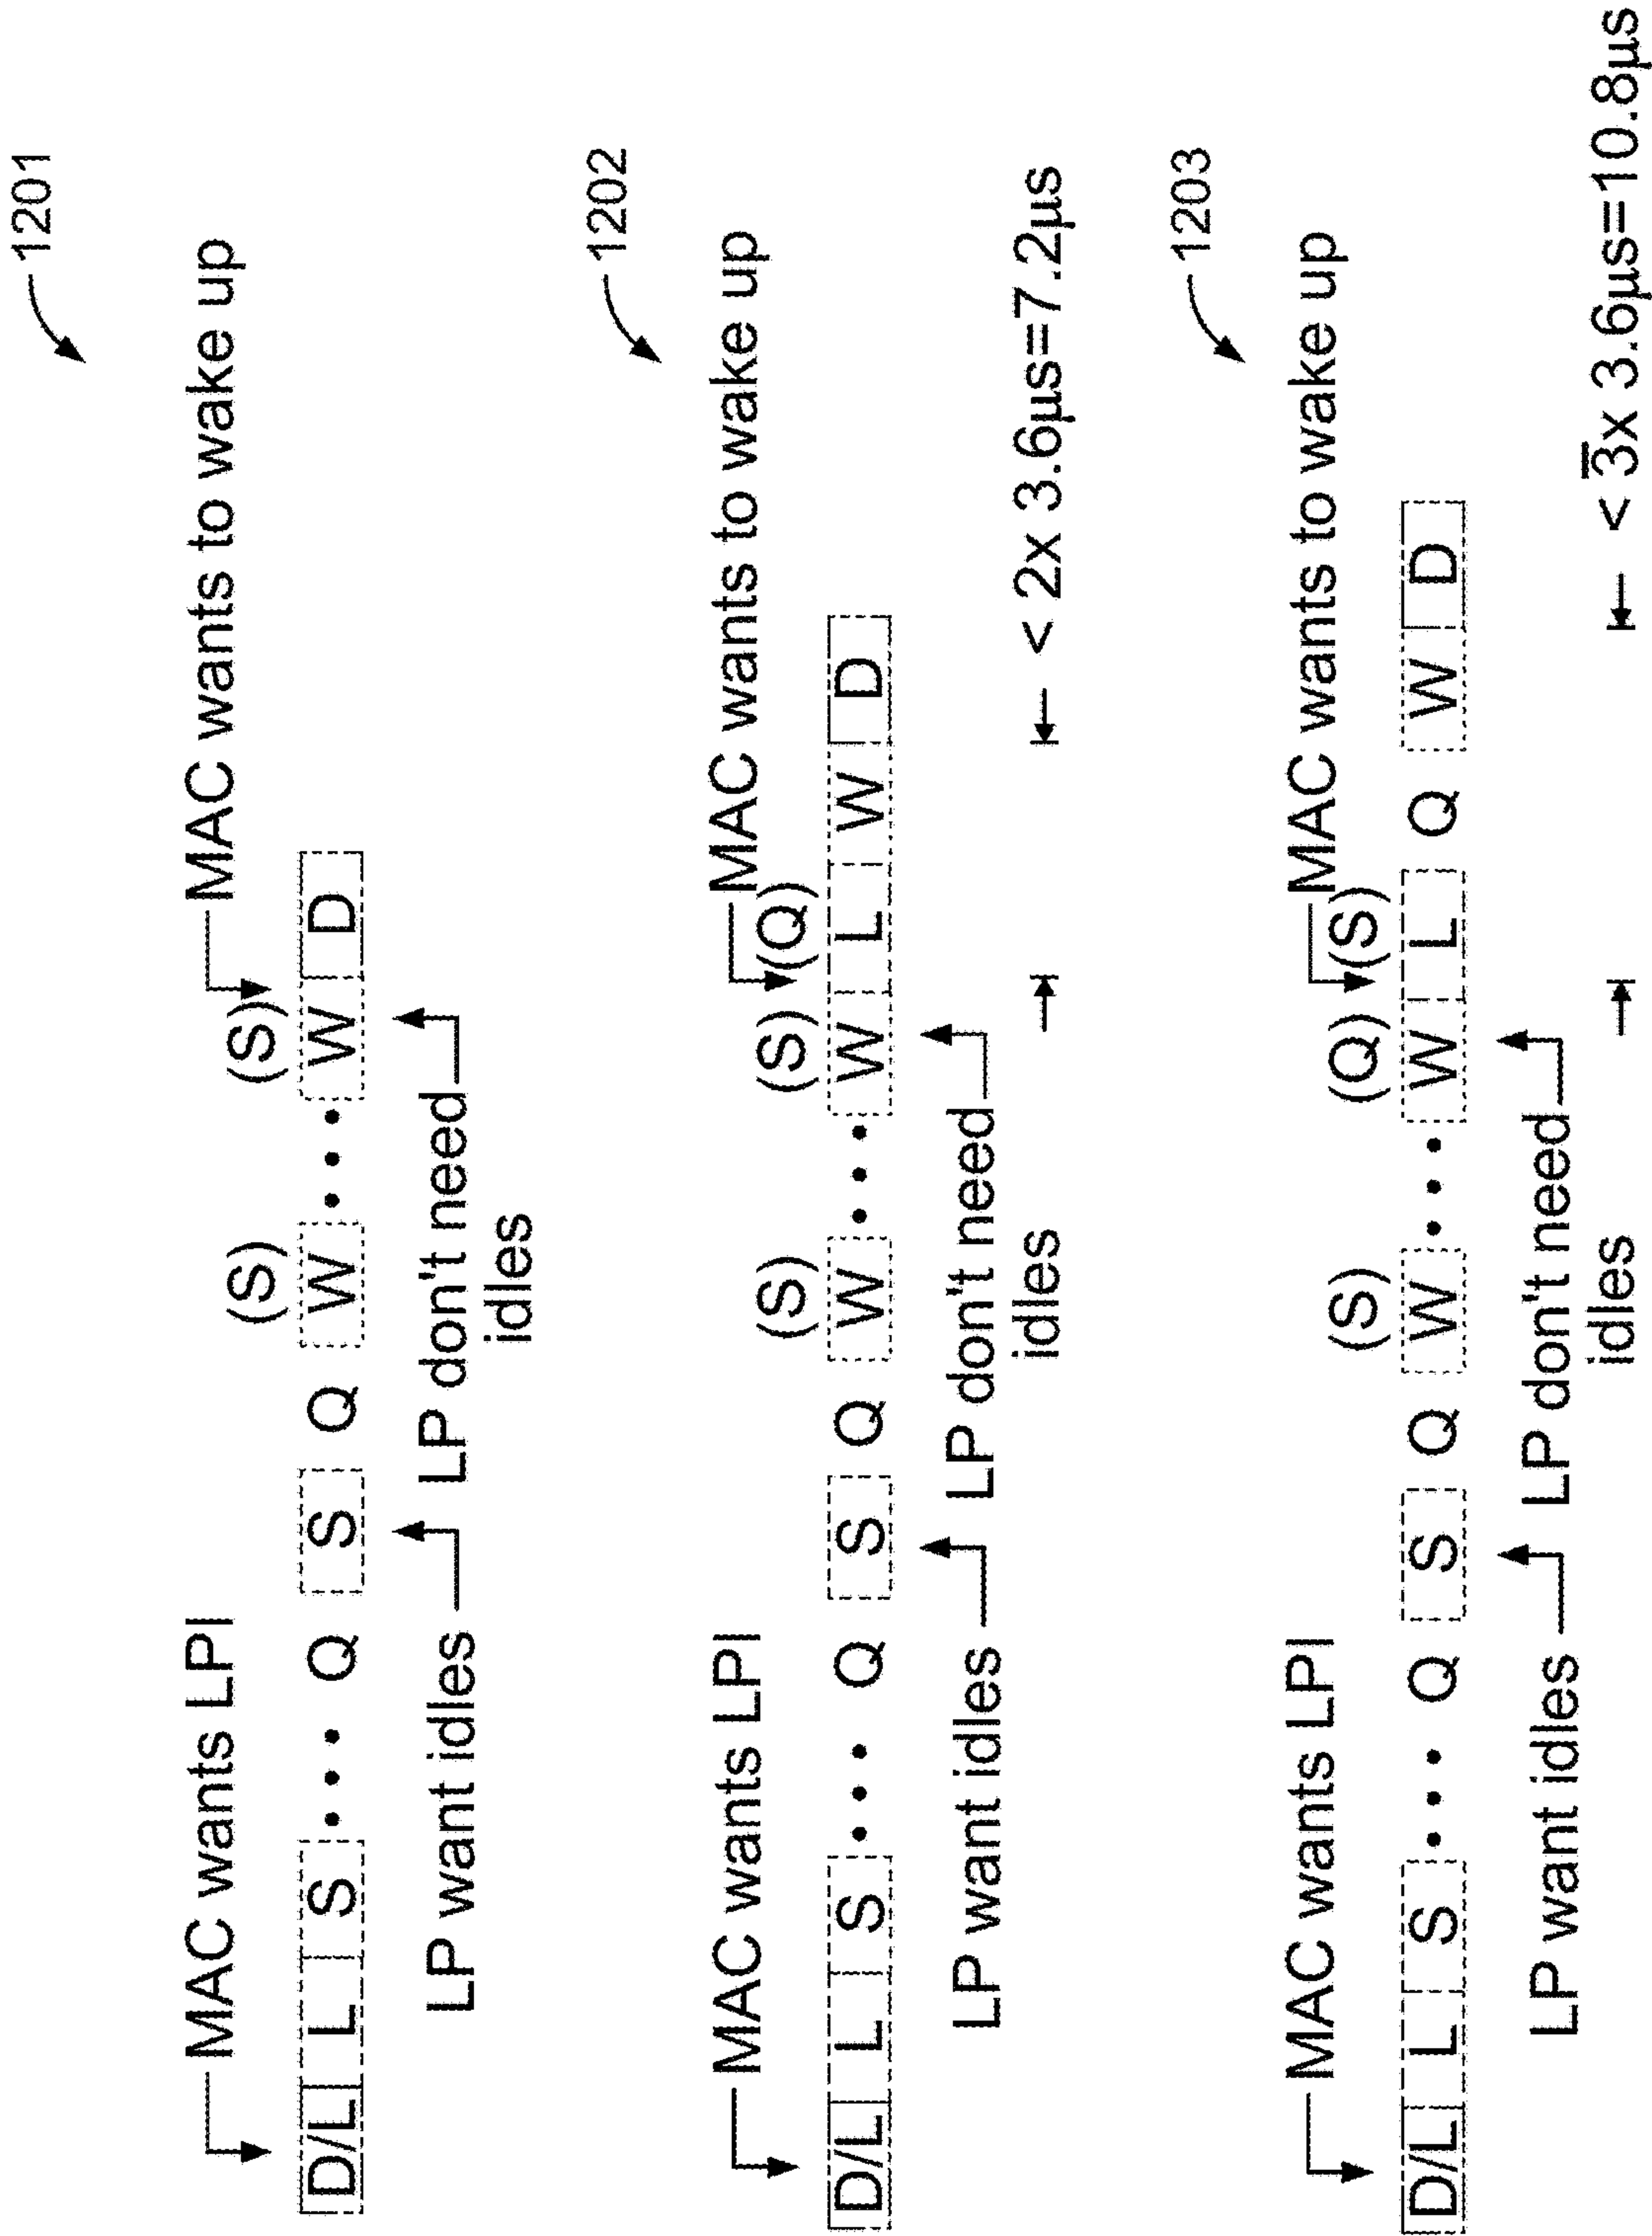 1201
MAC wants LPI MAC wants to wake up
(S) (S)
D/L L S • • • Q S Q W • • • W D
LP want idles LP don't need
idles
1202
MAC wants LPI MAC wants to wake up
(S) (S) (Q)
D/L L S • • • Q S Q W • • • W L W D
LP want idles LP don't need
idles
< 2x 3.6µs=7.2µs
1203
MAC wants LPI MAC wants to wake up
(S) (Q) (S)
D/L L S • • • Q S Q W • • • W L Q W D
LP want idles LP don't need
idles
< 3x 3.6µs=10.8µs